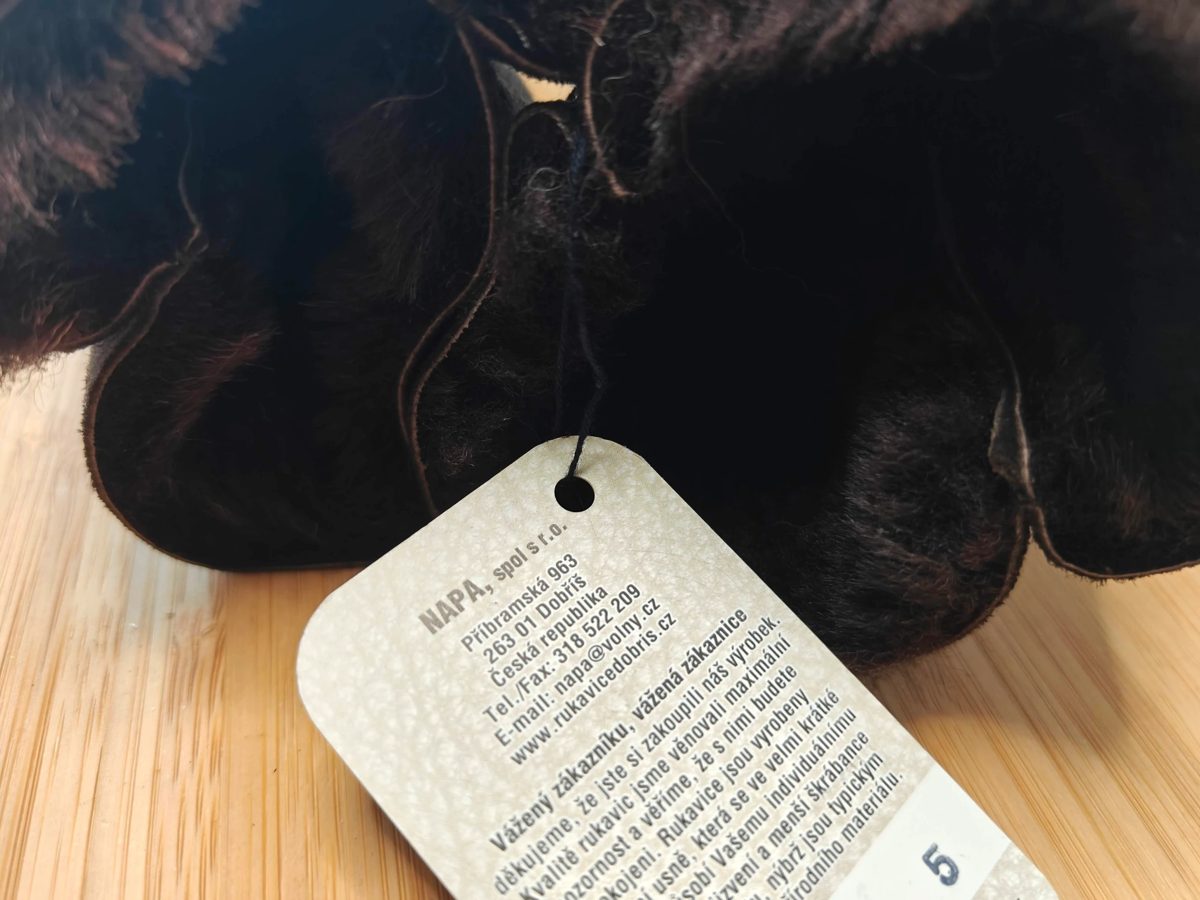 NAPA, spol s r.o.
Příbramská 963
263 01 Dobříš
Česká republika
Tel./Fax: 318 522 209
E-mail: napa@volny.cz
www.rukavicedobris.cz
Vážený zákazníku, vážená zákaznice
děkujeme, že jste si zakoupili náš výrobek.
Kvalitě rukavic jsme věnovali maximální
pozornost a věříme, že s nimi budete
Rukavice jsou vyrobeny
usně, která se ve velmi krátké
Vašemu individuálnímu
a menší škrábance
nýbrž jsou typickým
materiálu.
5